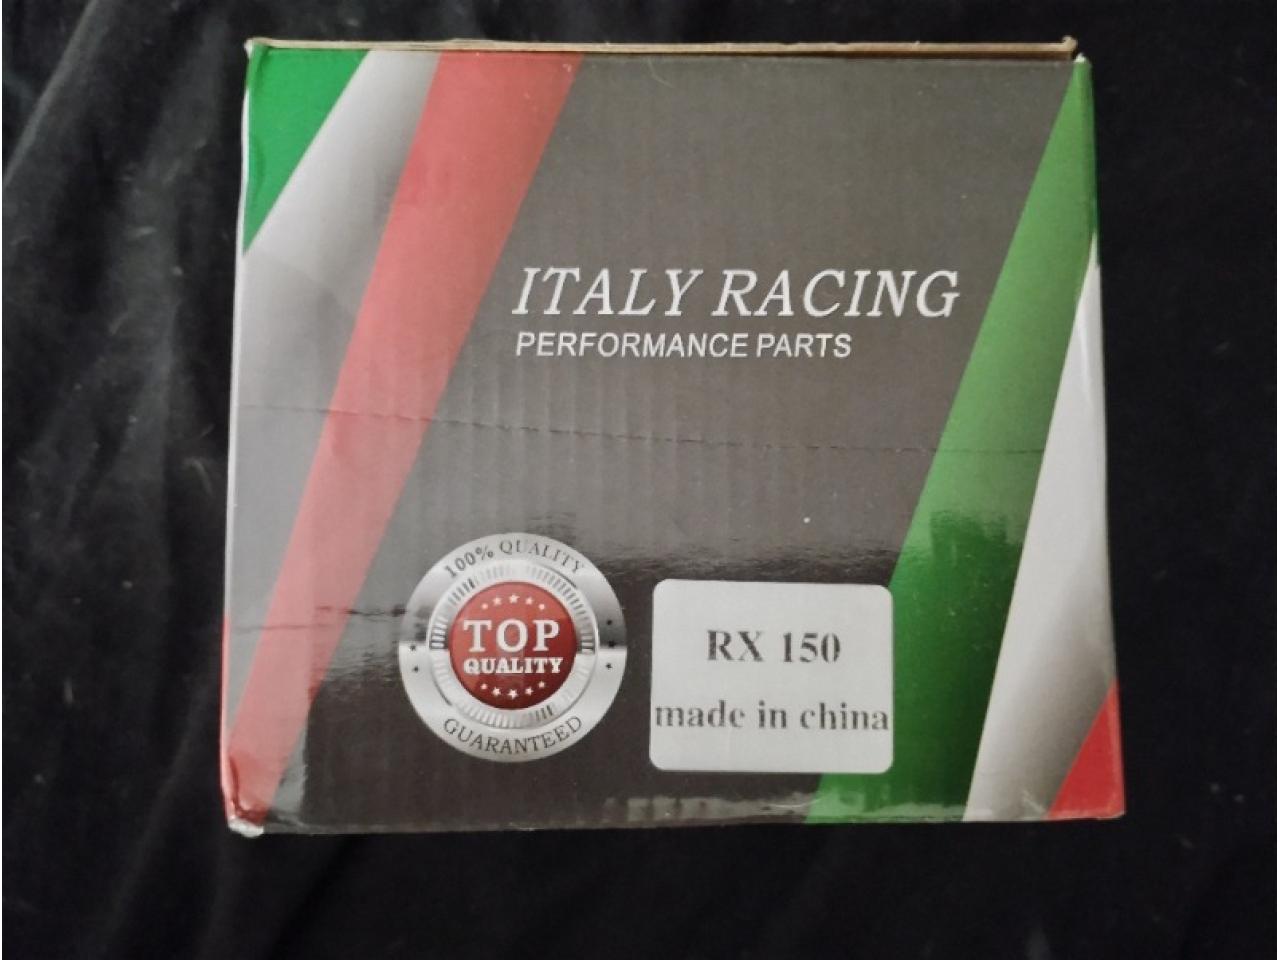 ITALY RACING
PERFORMANCE PARTS
100% QUALITY
TOP
QUALITY
GUARANTEED
RX 150
made in china